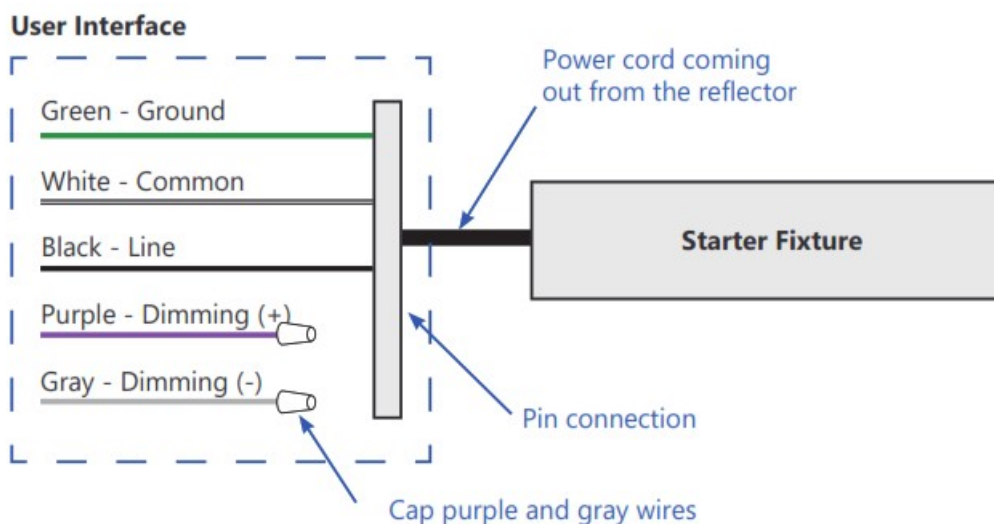 User Interface
Power cord coming
out from the reflector
Green - Ground
White - Common
Black - Line
Starter Fixture
Purple - Dimming (+)
Gray - Dimming (-)
Pin connection
Cap purple and gray wires